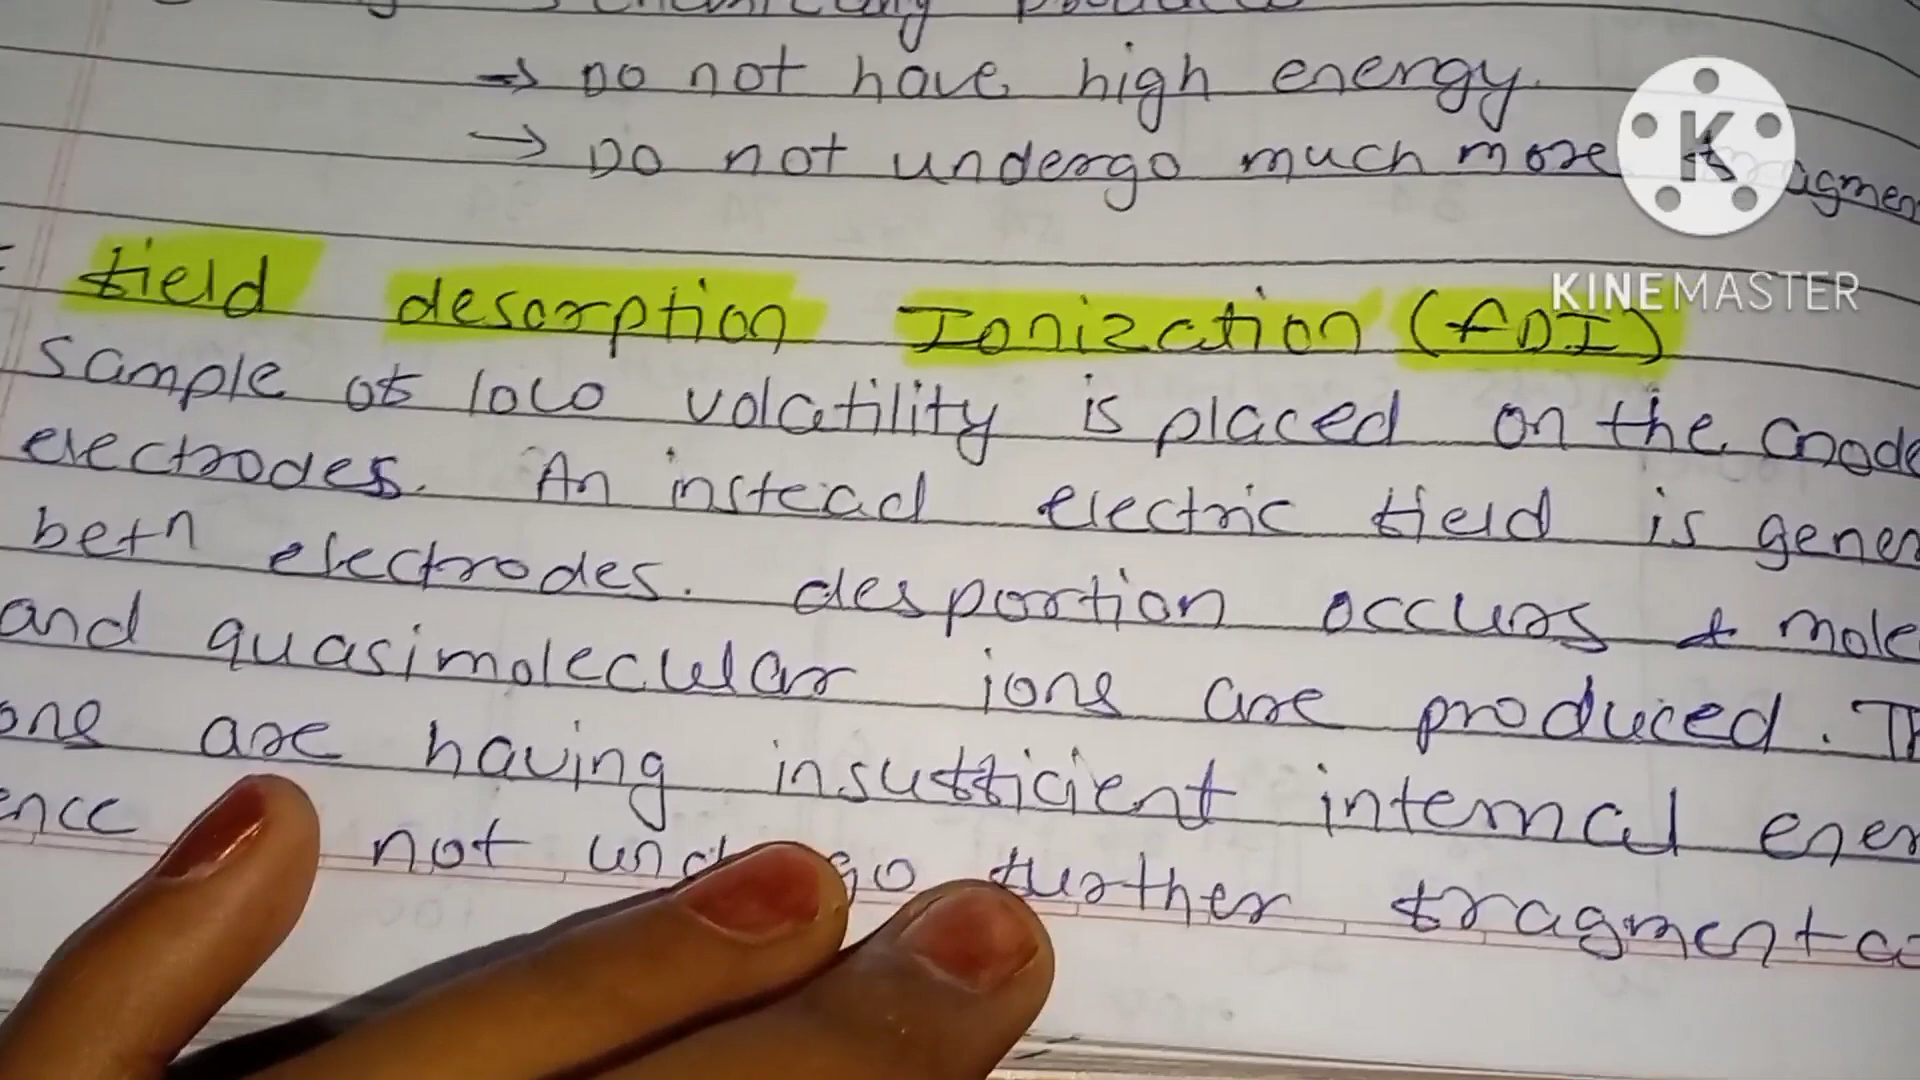 → Do not have high energy.
→ Do not undergo much more
field desorption Ionization (fDI)
sample of low volatility is placed on the anode
electrodes. An instead electric field is gener
betn electrodes. desportion occurs & mole
and quasimolecular ions are produced. Th
ons are having insufficient internal ener
ence not undergo further fragmenta
KINEMASTER